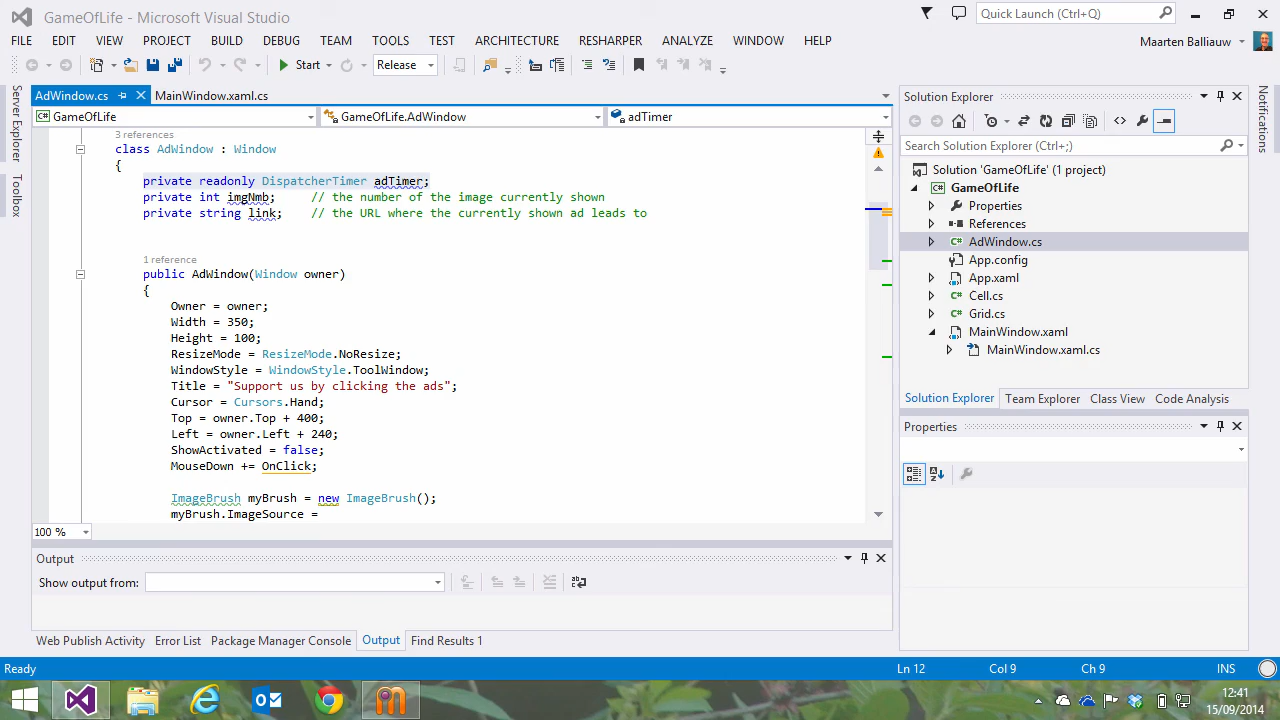 GameOfLife - Microsoft Visual Studio
Quick Launch (Ctrl+Q)
FILE EDIT VIEW PROJECT BUILD DEBUG TEAM TOOLS TEST ARCHITECTURE RESHARPER ANALYZE WINDOW HELP
Maarten Balliauw
Start Release
Server Explorer
Toolbox
AdWindow.cs MainWindow.xaml.cs
GameOfLife GameOfLife.AdWindow adTimer
3 references
class AdWindow : Window
{
private readonly DispatcherTimer adTimer;
private int imgNmb; // the number of the image currently shown
private string link; // the URL where the currently shown ad leads to
1 reference
public AdWindow(Window owner)
{
Owner = owner;
Width = 350;
Height = 100;
ResizeMode = ResizeMode.NoResize;
WindowStyle = WindowStyle.ToolWindow;
Title = "Support us by clicking the ads";
Cursor = Cursors.Hand;
Top = owner.Top + 400;
Left = owner.Left + 240;
ShowActivated = false;
MouseDown += OnClick;
ImageBrush myBrush = new ImageBrush();
myBrush.ImageSource =
100 %
Output
Show output from:
Web Publish Activity Error List Package Manager Console Output Find Results 1
Solution Explorer
Search Solution Explorer (Ctrl+;)
Solution 'GameOfLife' (1 project)
GameOfLife
Properties
References
AdWindow.cs
App.config
App.xaml
Cell.cs
Grid.cs
MainWindow.xaml
MainWindow.xaml.cs
Solution Explorer Team Explorer Class View Code Analysis
Properties
Notifications
Ready Ln 12 Col 9 Ch 9 INS
12:41
15/09/2014